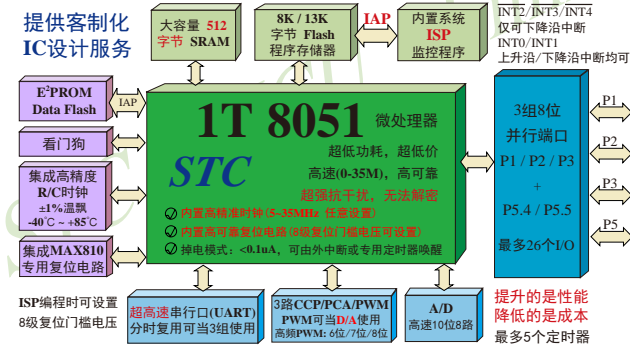 提供客制化
IC设计服务
大容量 512
字节 SRAM
8K / 13K
字节 Flash
程序存储器
IAP
内置系统
ISP
监控程序
INT2/INT3/INT4
仅可下降沿中断
INT0/INT1
上升沿/下降沿中断均可
E²PROM
Data Flash
IAP
看门狗
集成高精度
R/C时钟
±1%温飘
-40℃ ~ +85℃
集成MAX810
专用复位电路
1T 8051 微处理器
STC
超低功耗，超低价
高速(0-35M)，高可靠
超强抗干扰，无法解密
内置高精准时钟(5~35MHz 任意设置)
内置高可靠复位电路(8级复位门槛电压可设置)
掉电模式：<0.1uA，可由外中断或专用定时器唤醒
3组8位
并行端口
P1 / P2 / P3
+
P5.4 / P5.5
最多26个I/O
P1
P2
P3
P5
ISP编程时可设置
8级复位门槛电压
超高速串行口(UART)
分时复用可当3组使用
3路CCP/PCA/PWM
PWM可当D/A使用
高频PWM: 6位/7位/8位
A/D
高速10位8路
提升的是性能
降低的是成本
最多5个定时器